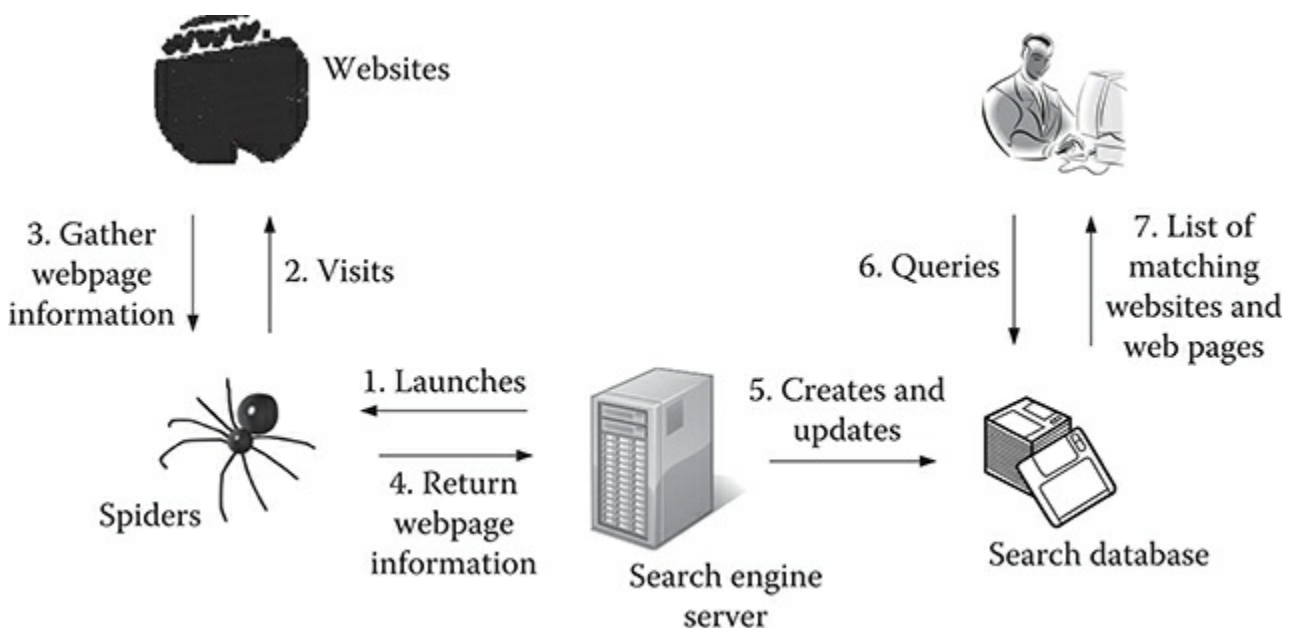 www.
Websites
3. Gather
webpage
information
2. Visits
6. Queries
7. List of
matching
websites and
web pages
1. Launches
4. Return
webpage
information
5. Creates and
updates
Spiders
Search engine
server
Search database